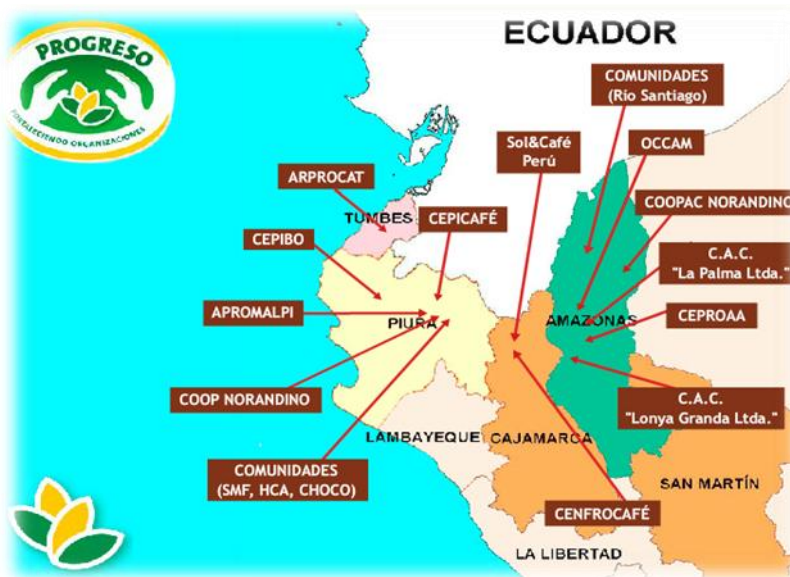 PROGRESO
FORTALECIENDO ORGANIZACIONES
ECUADOR
COMUNIDADES
(Río Santiago)
Sol&Café
Perú
OCCAM
ARPROCAT
TUMBES
CEPICAFÉ
COOPAC NORANDINO
CEPIBO
C.A.C.
"La Palma Ltda."
APROMALPI
PIURA
AMAZONAS
CEPROAA
COOP NORANDINO
C.A.C.
"Lonya Granda Ltda."
LAMBAYEQUE
CAJAMARCA
COMUNIDADES
(SMF, HCA, CHOCO)
SAN MARTÍN
CENFROCAFÉ
LA LIBERTAD